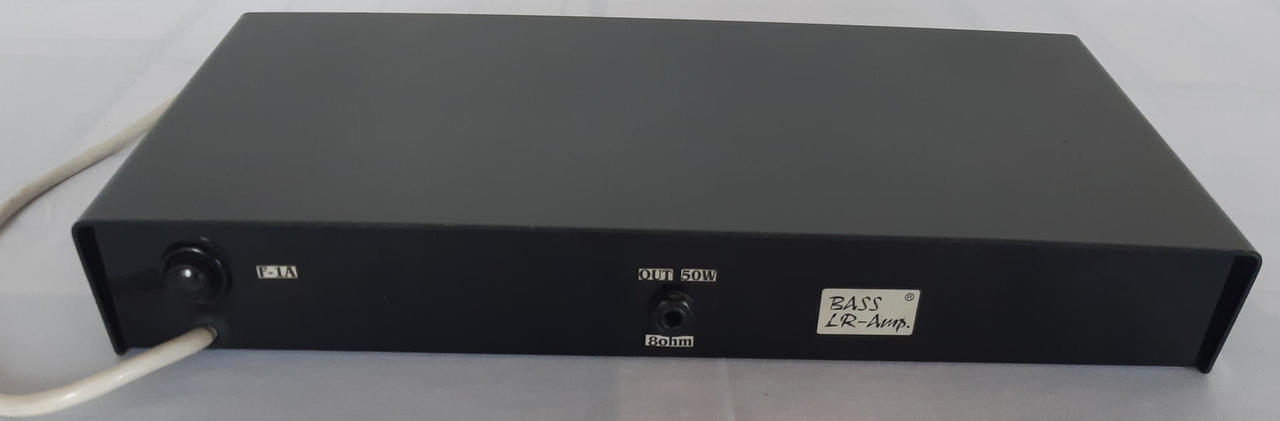 F-1A
OUT 50W
8ohm
BASS ®
LR-Amp.